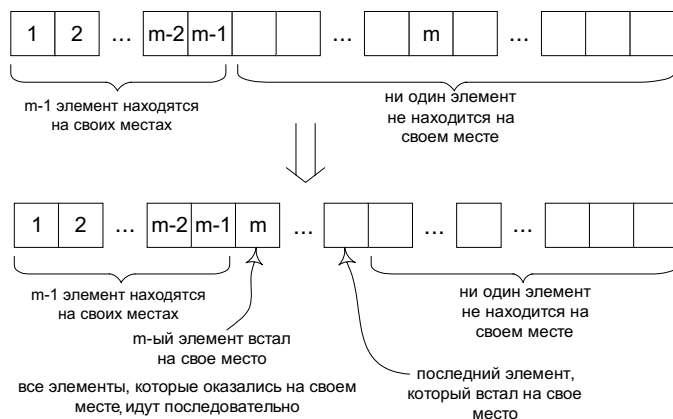 1 2 ... m-2 m-1 ... m ...
m-1 элемент находятся
на своих местах
ни один элемент
не находится на
своем месте
1 2 ... m-2 m-1 m ... ... ...
m-1 элемент находятся
на своих местах
ни один элемент
не находится на
своем месте
m-ый элемент встал
на свое место
все элементы, которые оказались на своем
месте, идут последовательно
последний элемент,
который встал на свое
место